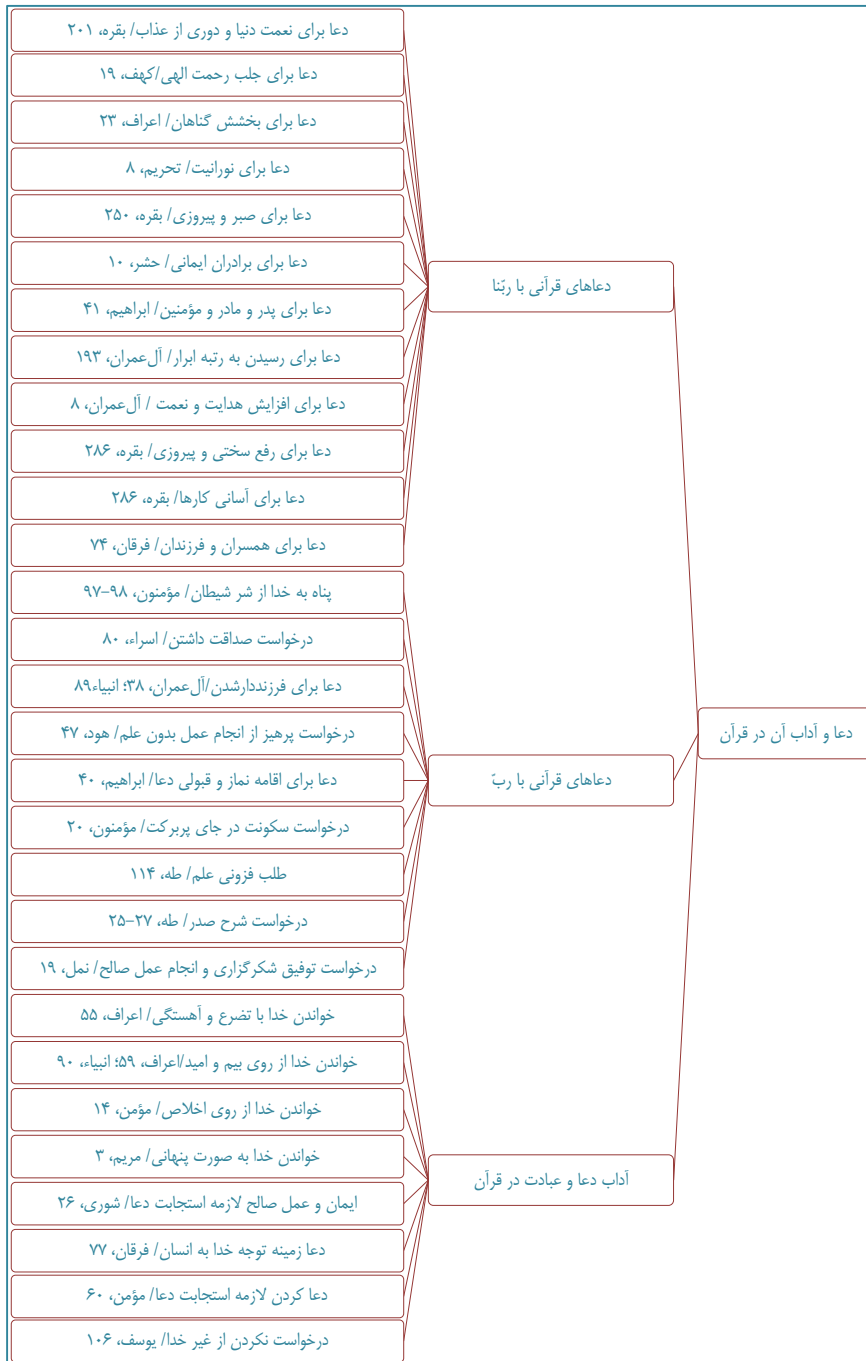 دعا و آداب آن در قرآن
دعاهای قرآنی با ربّنا
دعا برای نعمت دنیا و دوری از عذاب/ بقره، ۲۰۱
دعا برای جلب رحمت الهی/کهف، ۱۹
دعا برای بخشش گناهان/ اعراف، ۲۳
دعا برای نورانیت/ تحریم، ۸
دعا برای صبر و پیروزی/ بقره، ۲۵۰
دعا برای برادران ایمانی/ حشر، ۱۰
دعا برای پدر و مادر و مؤمنین/ ابراهیم، ۴۱
دعا برای رسیدن به رتبه ابرار/ آل‌عمران، ۱۹۳
دعا برای افزایش هدایت و نعمت / آل‌عمران، ۸
دعا برای رفع سختی و پیروزی/ بقره، ۲۸۶
دعا برای آسانی کارها/ بقره، ۲۸۶
دعا برای همسران و فرزندان/ فرقان، ۷۴
دعاهای قرآنی با ربّ
پناه به خدا از شر شیطان/ مؤمنون، ۹۸-۹۷
درخواست صداقت داشتن/ اسراء، ۸۰
دعا برای فرزنددارشدن/آل‌عمران، ۳۸؛ انبیاء۸۹
درخواست پرهیز از انجام عمل بدون علم/ هود، ۴۷
دعا برای اقامه نماز و قبولی دعا/ ابراهیم، ۴۰
درخواست سکونت در جای پربرکت/ مؤمنون، ۲۰
طلب فزونی علم/ طه، ۱۱۴
درخواست شرح صدر/ طه، ۲۷-۲۵
درخواست توفیق شکرگزاری و انجام عمل صالح/ نمل، ۱۹
آداب دعا و عبادت در قرآن
خواندن خدا با تضرع و آهستگی/ اعراف، ۵۵
خواندن خدا از روی بیم و امید/اعراف، ۵۹؛ انبیاء، ۹۰
خواندن خدا از روی اخلاص/ مؤمن، ۱۴
خواندن خدا به صورت پنهانی/ مریم، ۳
ایمان و عمل صالح لازمه استجابت دعا/ شوری، ۲۶
دعا زمینه توجه خدا به انسان/ فرقان، ۷۷
دعا کردن لازمه استجابت دعا/ مؤمن، ۶۰
درخواست نکردن از غیر خدا/ یوسف، ۱۰۶